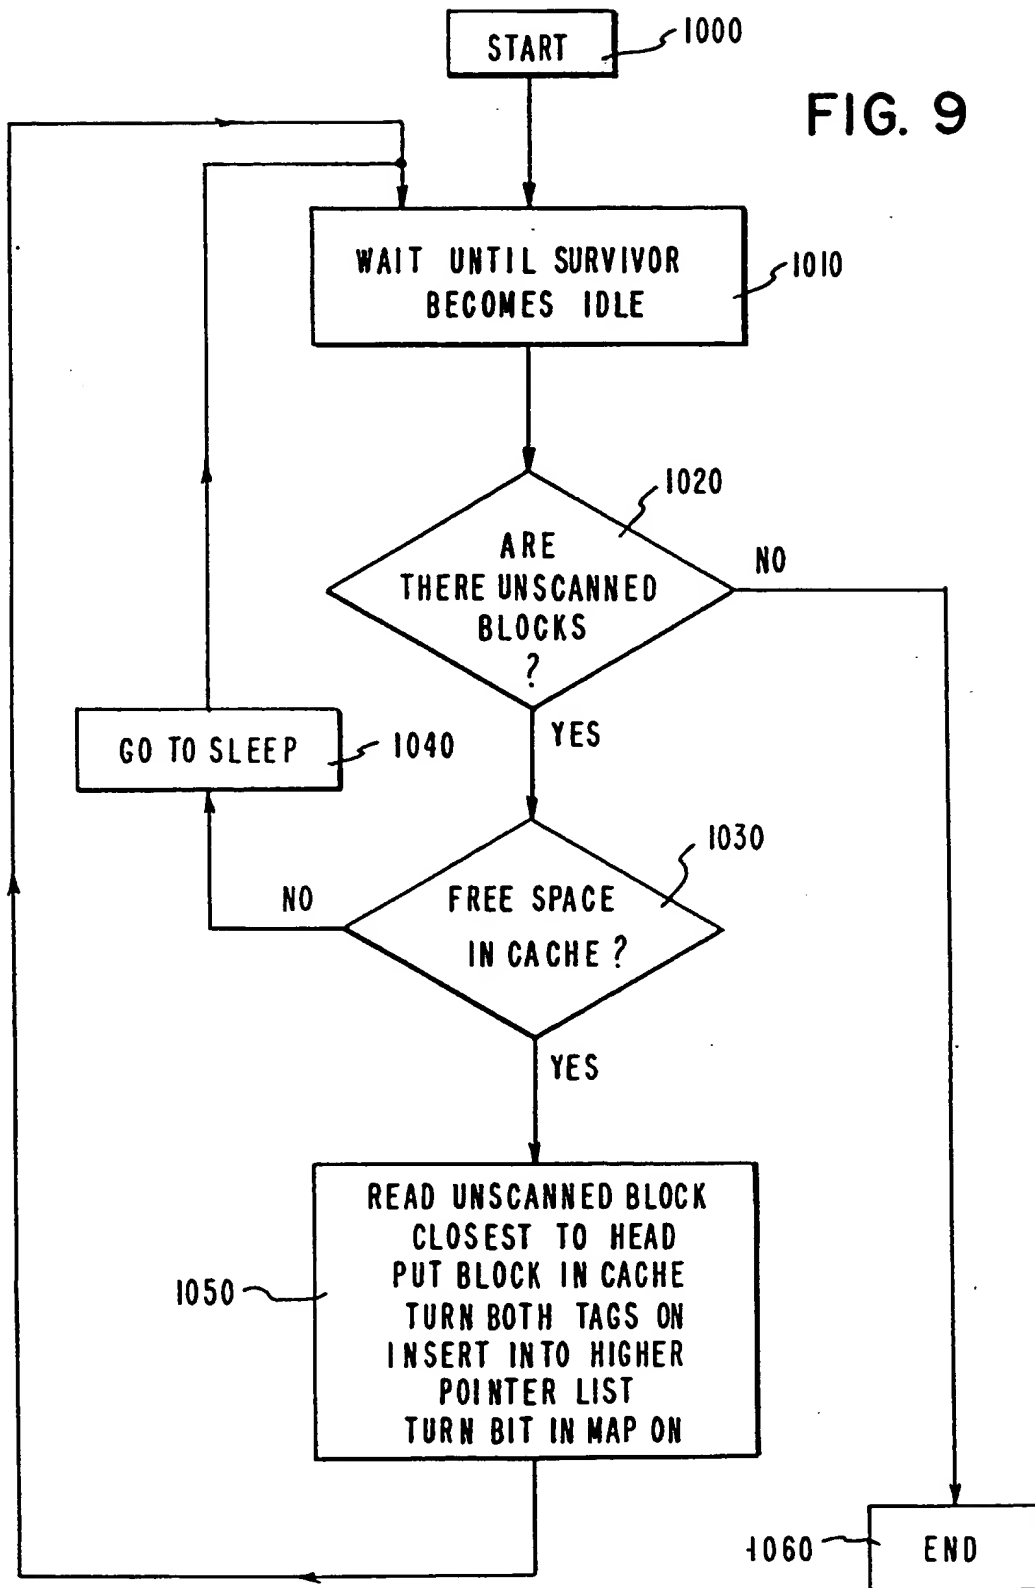 START
1000
FIG. 9
WAIT UNTIL SURVIVOR
BECOMES IDLE
1010
1020
ARE
THERE UNSCANNED
BLOCKS
?
NO
YES
GO TO SLEEP
1040
1030
FREE SPACE
IN CACHE ?
NO
YES
1050
READ UNSCANNED BLOCK
CLOSEST TO HEAD
PUT BLOCK IN CACHE
TURN BOTH TAGS ON
INSERT INTO HIGHER
POINTER LIST
TURN BIT IN MAP ON
1060
END